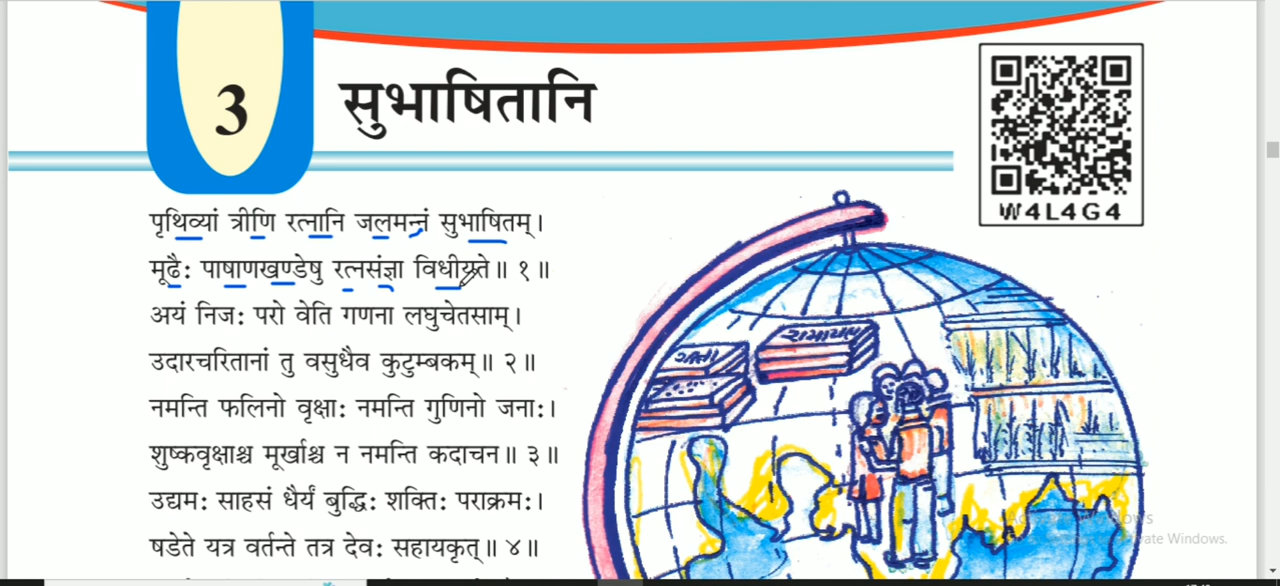 3
सुभाषितानि
W4L4G4
पृथिव्यां त्रीणि रत्नानि जलमन्नं सुभाषितम्।
मूढै: पाषाणखण्डेषु रत्नसंज्ञा विधीयते॥ १॥
अयं निज: परो वेति गणना लघुचेतसाम्।
उदारचरितानां तु वसुधैव कुटुम्बकम्॥ २॥
नमन्ति फलिनो वृक्षा: नमन्ति गुणिनो जना:।
शुष्कवृक्षाश्च मूर्खाश्च न नमन्ति कदाचन॥ ३॥
उद्यम: साहसं धैर्यं बुद्धि: शक्ति: पराक्रम:।
षडेते यत्र वर्तन्ते तत्र देव: सहायकृत्॥ ४॥
गीता
रामायण